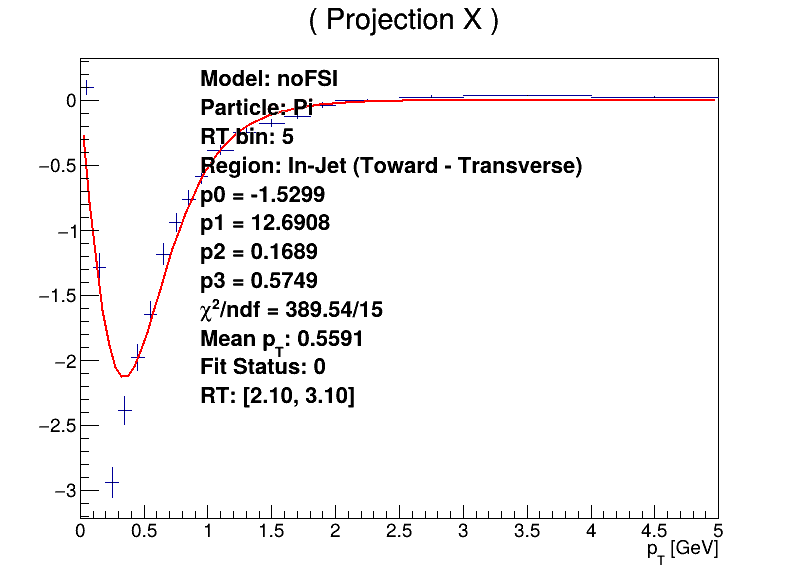 ( Projection X )
Model: noFSI
Particle: Pi
RT bin: 5
Region: In-Jet (Toward - Transverse)
p0 = -1.5299
p1 = 12.6908
p2 = 0.1689
p3 = 0.5749
χ²/ndf = 389.54/15
Mean p_T: 0.5591
Fit Status: 0
RT: [2.10, 3.10]
0
−0.5
−1
−1.5
−2
−2.5
−3
0 0.5 1 1.5 2 2.5 3 3.5 4 4.5 5
p_T [GeV]